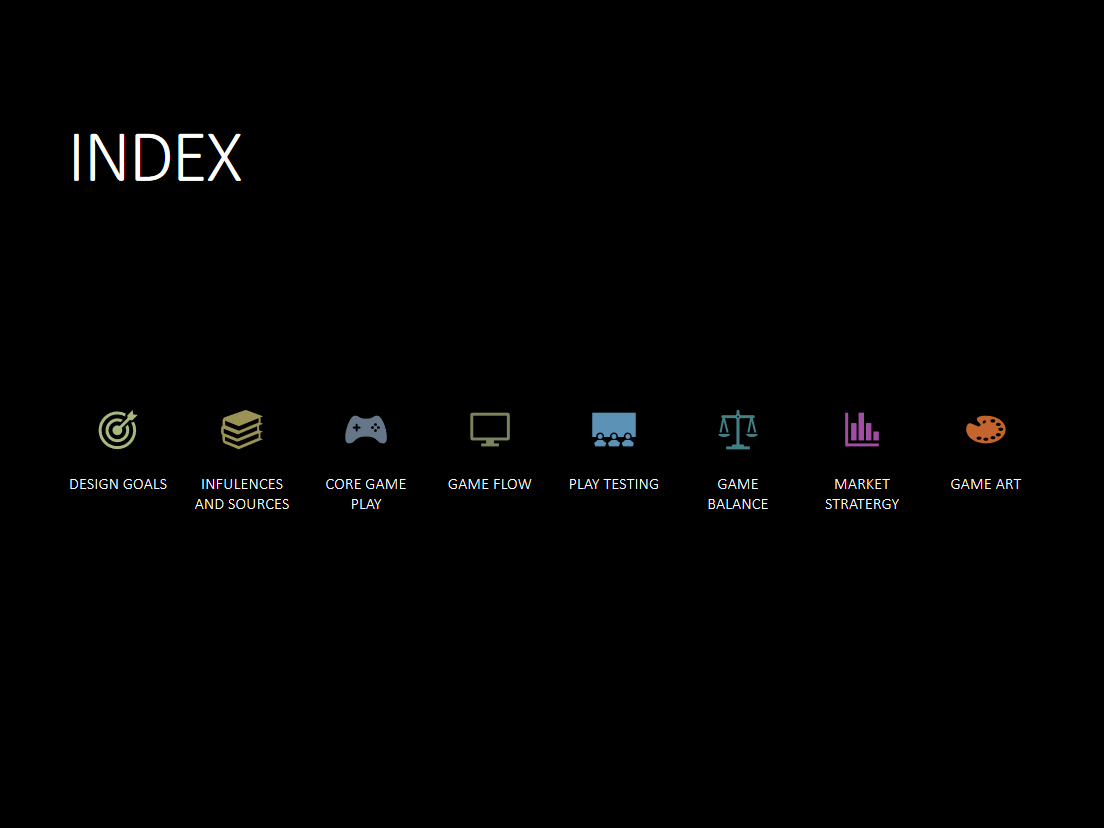 INDEX
DESIGN GOALS
INFULENCES
AND SOURCES
CORE GAME
PLAY
GAME FLOW
PLAY TESTING
GAME
BALANCE
MARKET
STRATERGY
GAME ART